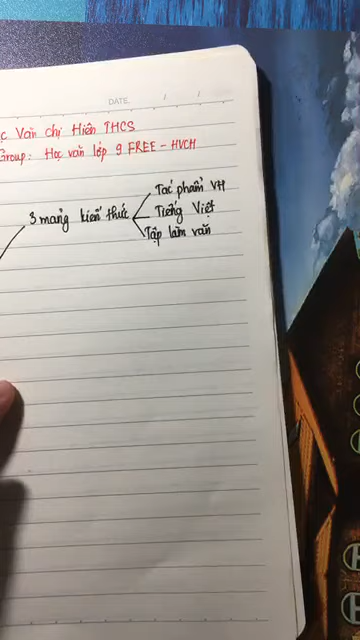 DATE / /
c Văn chị Hiên THCS
Group: Học văn lớp 9 FREE - HVCH
Tác phẩm VH
3 mảng kiến thức
Tiếng Việt
Tập làm văn